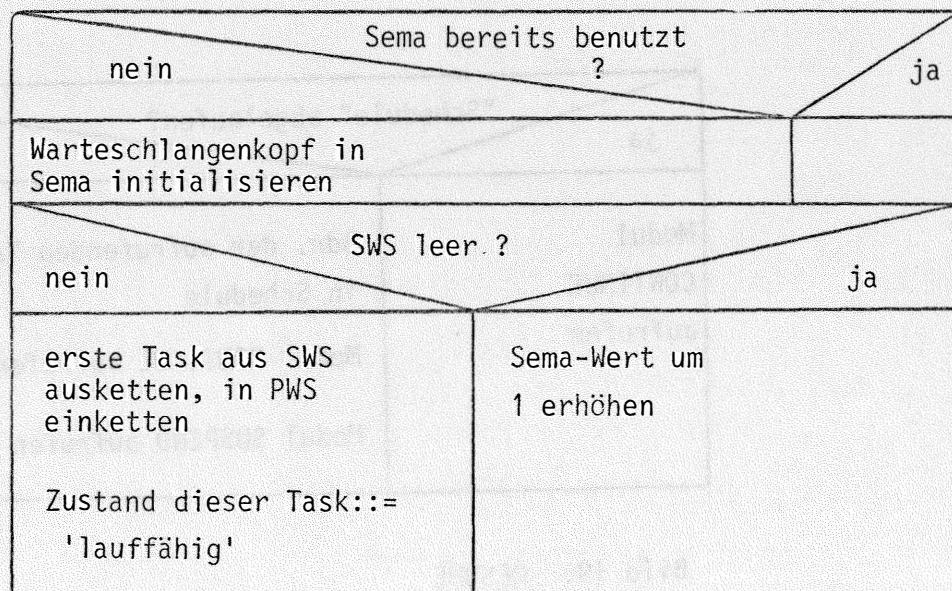 Sema bereits benutzt
nein
?
ja
Warteschlangenkopf in
Sema initialisieren
SWS leer ?
nein
ja
erste Task aus SWS
ausketten, in PWS
einketten
Zustand dieser Task::=
'lauffähig'
Sema-Wert um
1 erhöhen